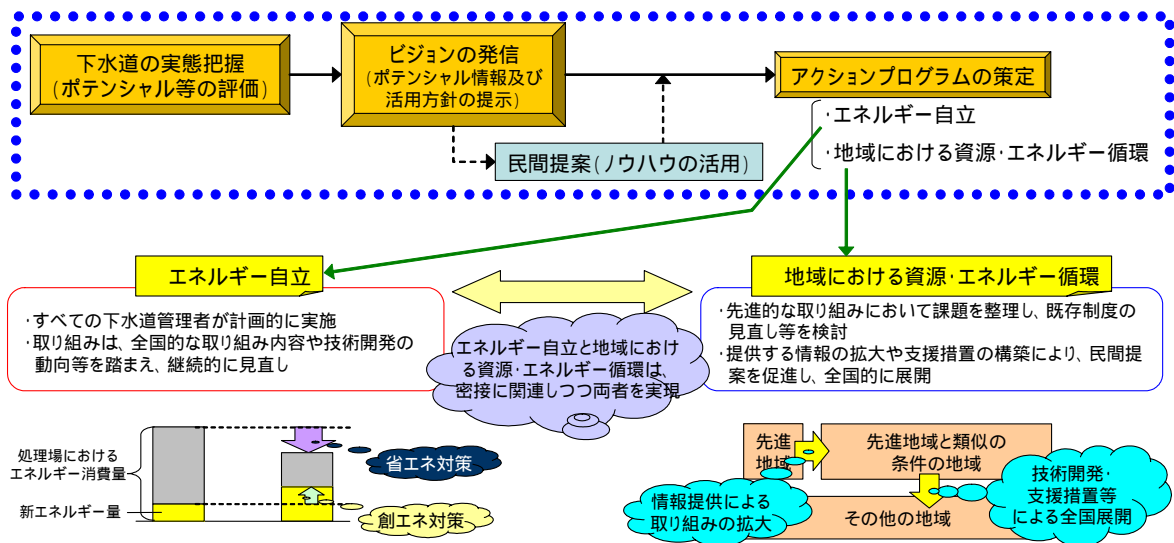 下水道の実態把握
(ポテンシャル等の評価)
ビジョンの発信
(ポテンシャル情報及び
活用方針の提示)
アクションプログラムの策定
・エネルギー自立
・地域における資源・エネルギー循環
民間提案(ノウハウの活用)
エネルギー自立
・すべての下水道管理者が計画的に実施
・取り組みは、全国的な取り組み内容や技術開発の
動向等を踏まえ、継続的に見直し
エネルギー自立と地域におけ
る資源・エネルギー循環は、
密接に関連しつつ両者を実現
地域における資源・エネルギー循環
・先進的な取り組みにおいて課題を整理し、既存制度の
見直し等を検討
・提供する情報の拡大や支援措置の構築により、民間提
案を促進し、全国的に展開
処理場における
エネルギー消費量
新エネルギー量
省エネ対策
創エネ対策
先進
地域
先進地域と類似の
条件の地域
その他の地域
情報提供による
取り組みの拡大
技術開発・
支援措置等
による全国展開